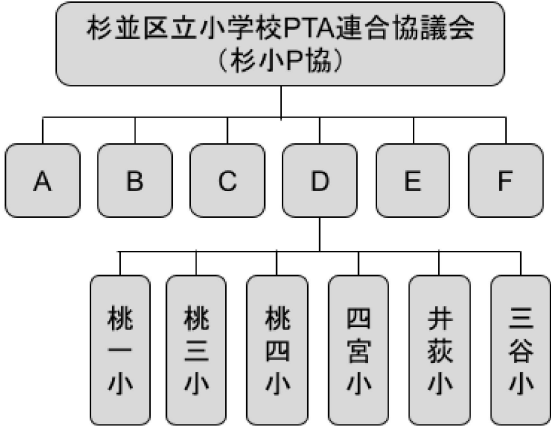 杉並区立小学校PTA連合協議会
（杉小P協）
A
B
C
D
E
F
桃一小
桃三小
桃四小
四宮小
井荻小
三谷小